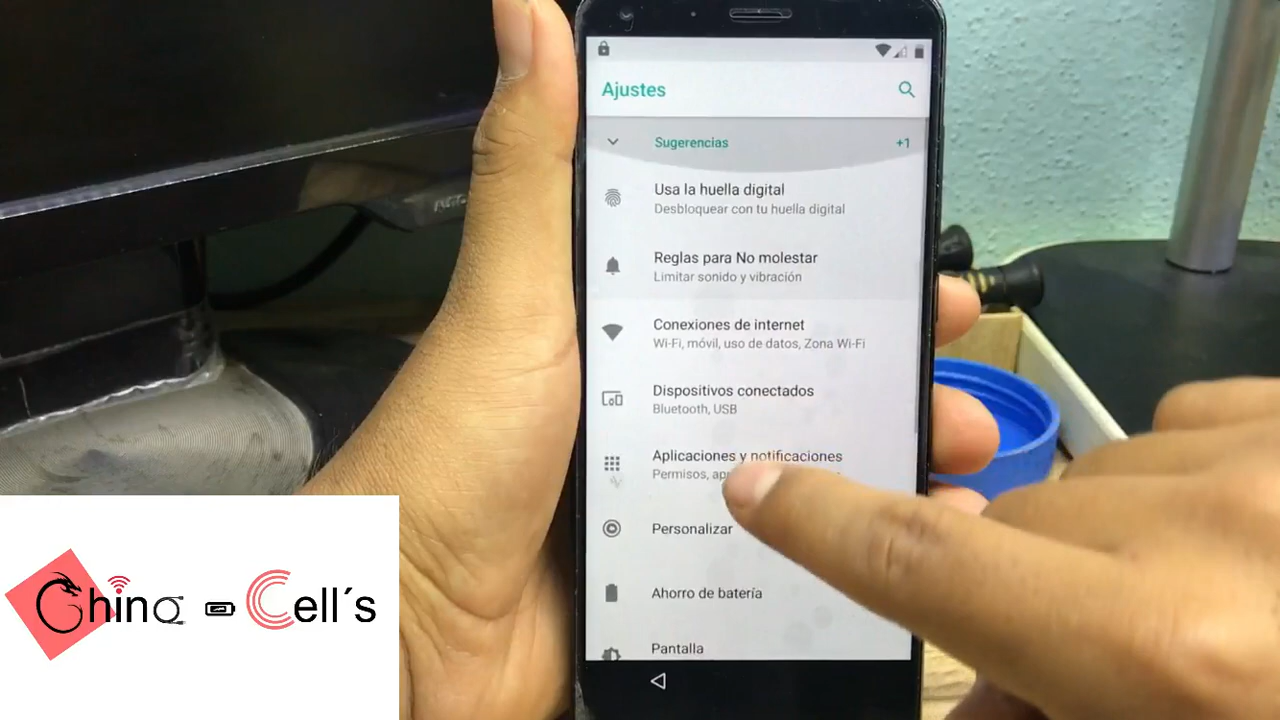 Ajustes
Sugerencias +1
Usa la huella digital
Desbloquear con tu huella digital
Reglas para No molestar
Limitar sonido y vibración
Conexiones de internet
Wi-Fi, móvil, uso de datos, Zona Wi-Fi
Dispositivos conectados
Bluetooth, USB
Aplicaciones y notificaciones
Permisos,
Personalizar
Ahorro de batería
Pantalla
China - Cell´s